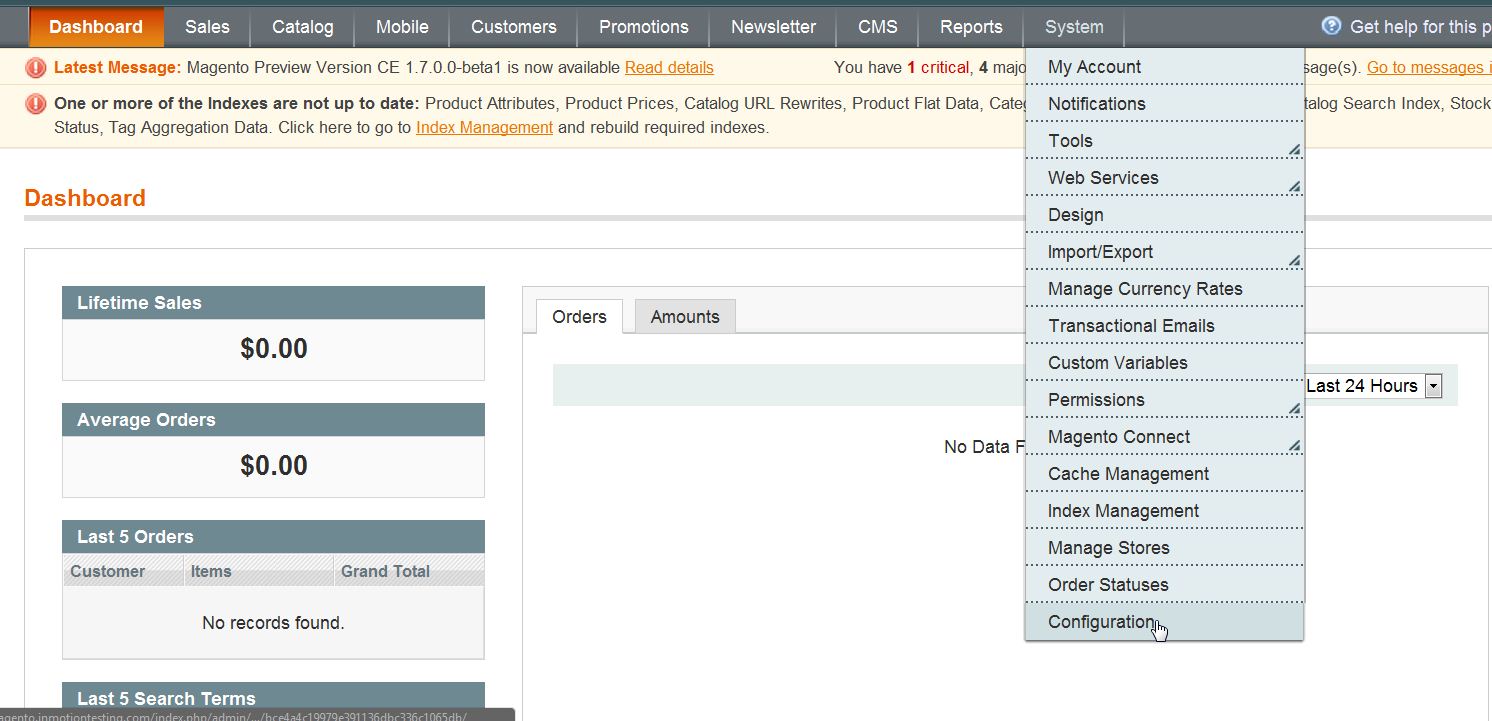 Dashboard Sales Catalog Mobile Customers Promotions Newsletter CMS Reports System Get help for this p
Latest Message: Magento Preview Version CE 1.7.0.0-beta1 is now available Read details You have 1 critical, 4 majo sage(s). Go to messages i
One or more of the Indexes are not up to date: Product Attributes, Product Prices, Catalog URL Rewrites, Product Flat Data, Categ talog Search Index, Stock
Status, Tag Aggregation Data. Click here to go to Index Management and rebuild required indexes.
My Account
Notifications
Tools
Web Services
Design
Import/Export
Manage Currency Rates
Transactional Emails
Custom Variables
Permissions
Magento Connect
Cache Management
Index Management
Manage Stores
Order Statuses
Configuration
Dashboard
Lifetime Sales
$0.00
Average Orders
$0.00
Last 5 Orders
Customer Items Grand Total
No records found.
Last 5 Search Terms
Orders Amounts
Last 24 Hours
No Data F
agento.inmotiontesting.com/index.php/admin/.../bce4a4c19979e391136dbc336c1065db/